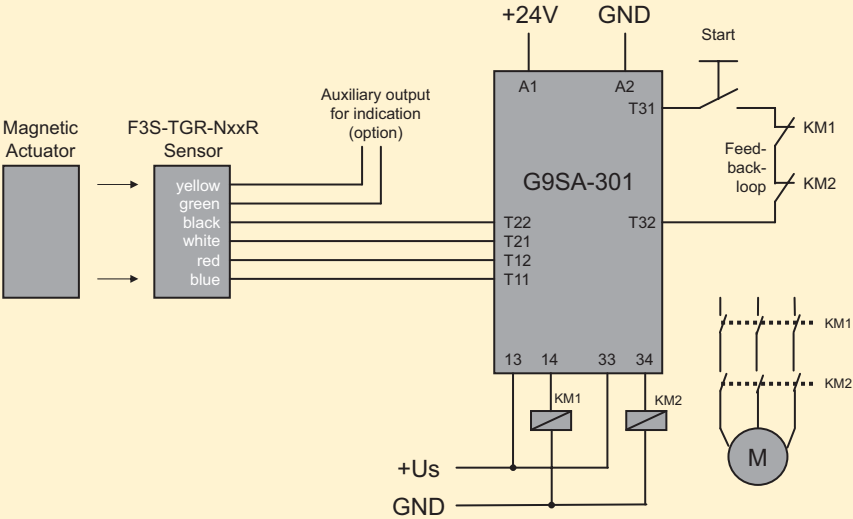 +24V
GND
Start
A1
A2
T31
Auxiliary output
for indication
(option)
Magnetic
Actuator
F3S-TGR-NxxR
Sensor
KM1
Feed-
back-
loop
KM2
G9SA-301
yellow
green
black
white
red
blue
T22
T21
T12
T11
T32
KM1
KM2
13
14
33
34
KM1
KM2
M
+Us
GND